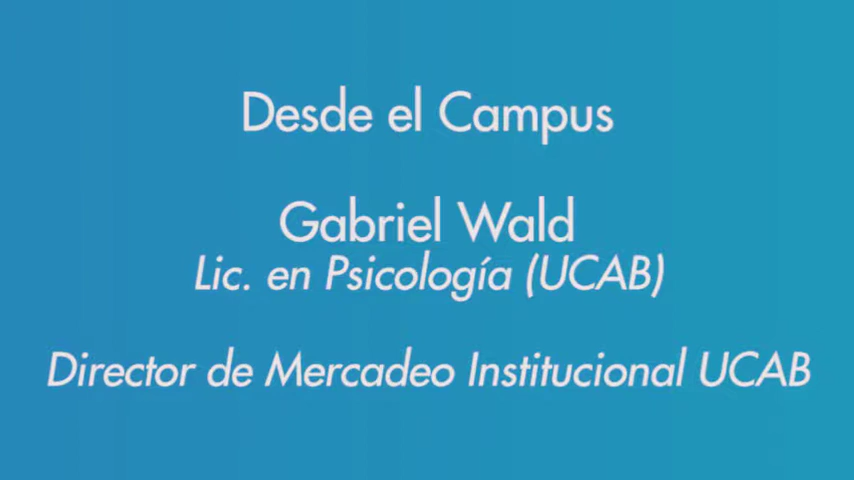 Desde el Campus
Gabriel Wald
Lic. en Psicología (UCAB)
Director de Mercadeo Institucional UCAB